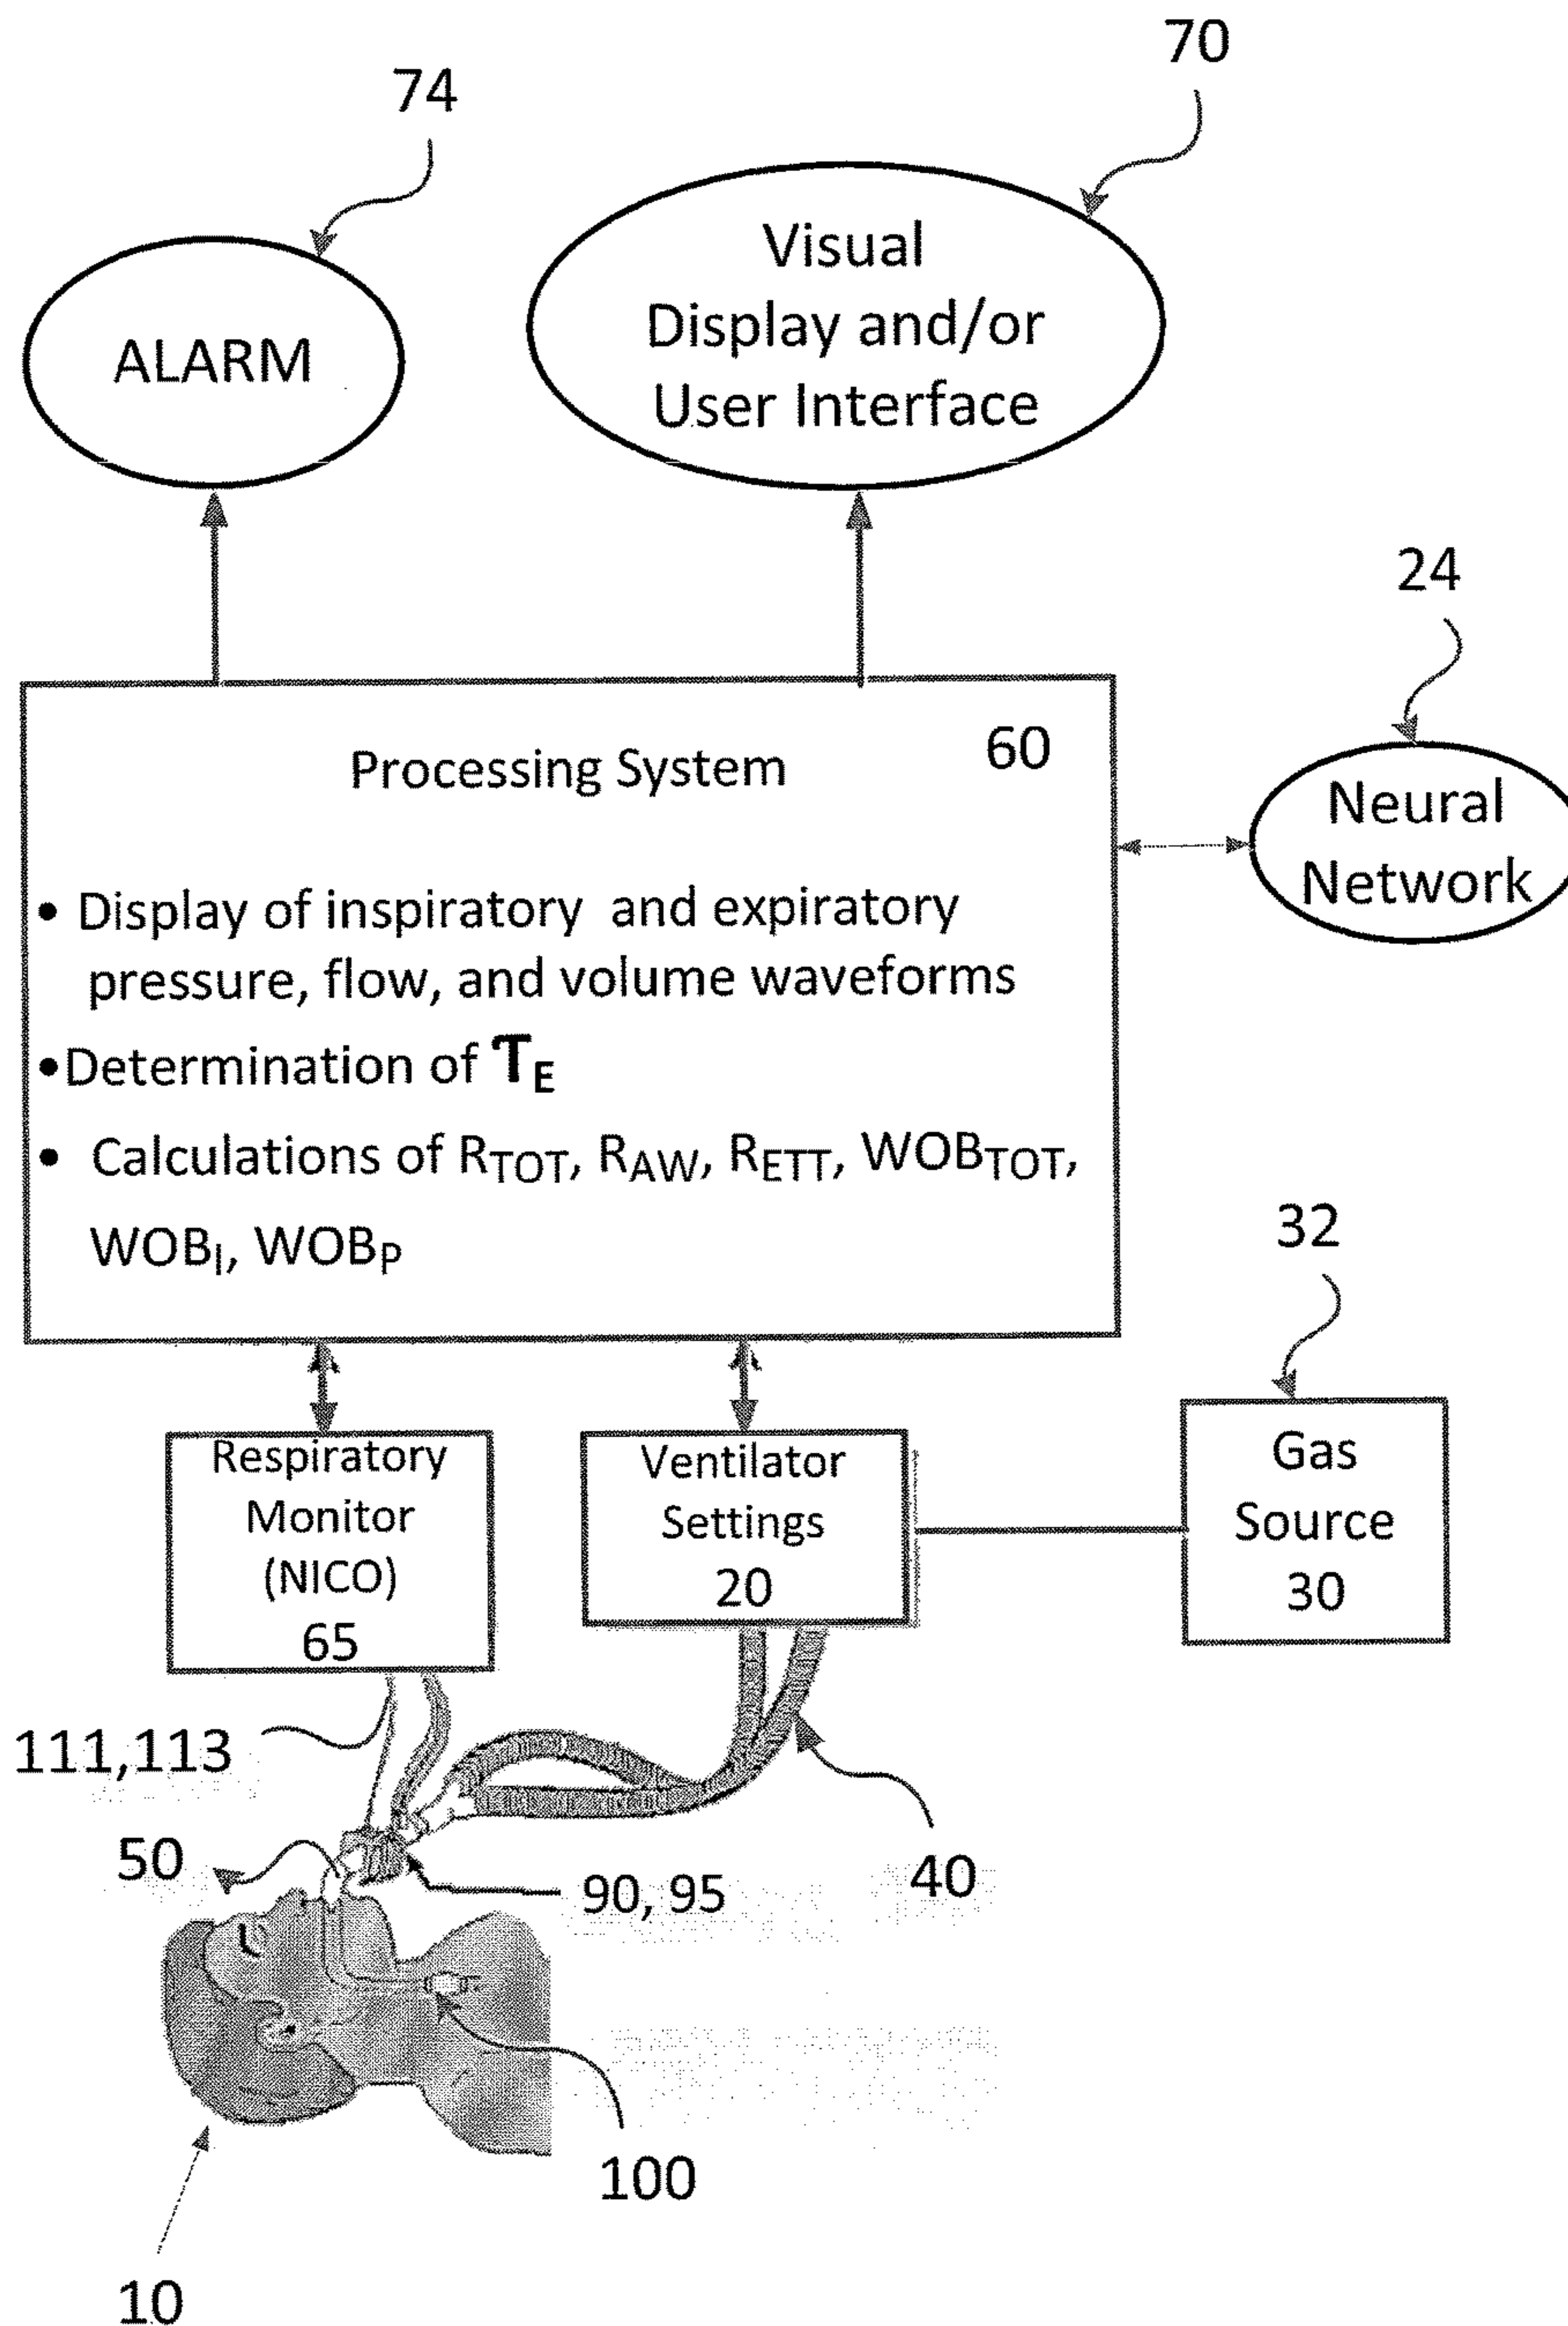 70
74
Visual
Display and/or
User Interface
ALARM
24
Processing System
60
Neural
Network
• Display of inspiratory and expiratory
pressure, flow, and volume waveforms
•Determination of τE
• Calculations of RTOT, RAW, RETT, WOBTOT,
WOBI, WOBP
32
Respiratory
Monitor
(NICO)
65
Ventilator
Settings
20
Gas
Source
30
111,113
50
90, 95
40
100
10